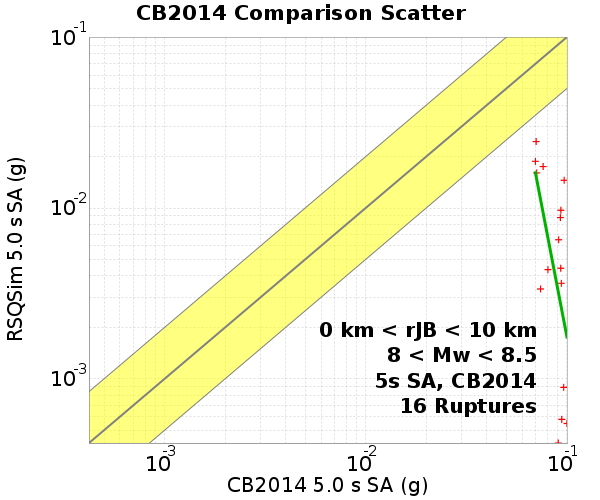 CB2014 Comparison Scatter
RSQSim 5.0 s SA (g)
10-1
10-2
10-3
0 km < rJB < 10 km
8 < Mw < 8.5
5s SA, CB2014
16 Ruptures
10-3 10-2 10-1
CB2014 5.0 s SA (g)